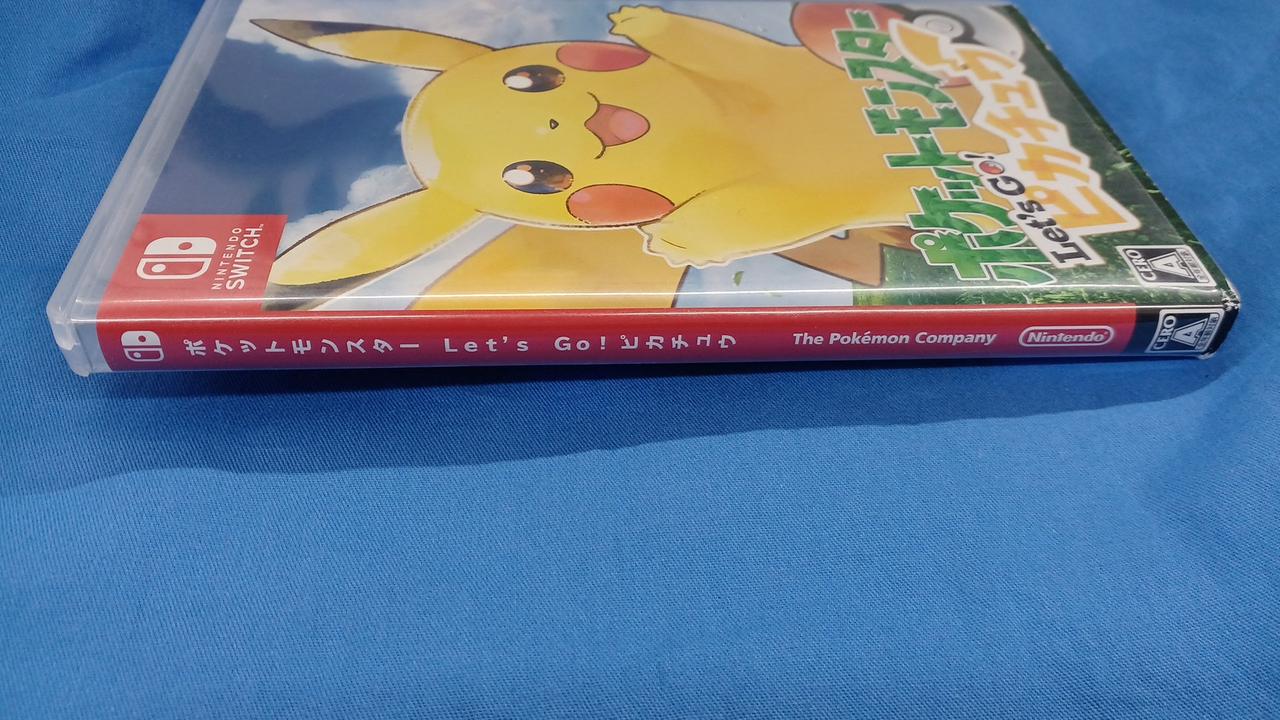 NINTENDO
SWITCH™
ポケットモンスター
Let's Go!
ピカチュウ
CERO
A
ポケットモンスター Let's Go! ピカチュウ The Pokémon Company Nintendo
CERO
A